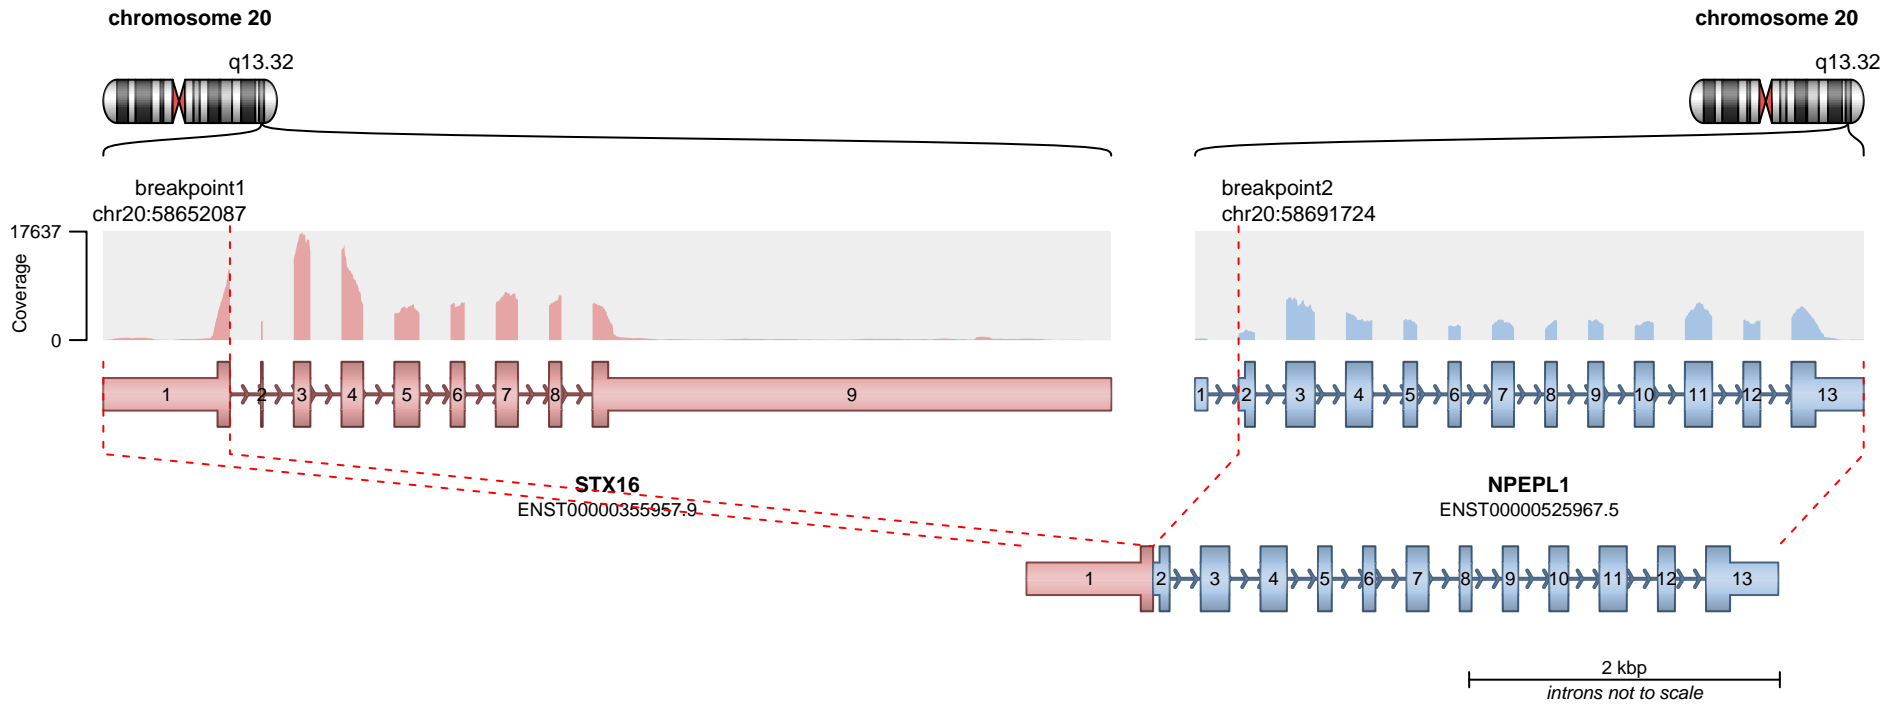 chromosome 20
chromosome 20
q13.32
q13.32
breakpoint1
chr20:58652087
breakpoint2
chr20:58691724
17637
Coverage
0
1 2 3 4 5 6 7 8 9
1 2 3 4 5 6 7 8 9 10 11 12 13
STX16
ENST00000355957.9
NPEPL1
ENST00000525967.5
1 2 3 4 5 6 7 8 9 10 11 12 13
2 kbp
introns not to scale